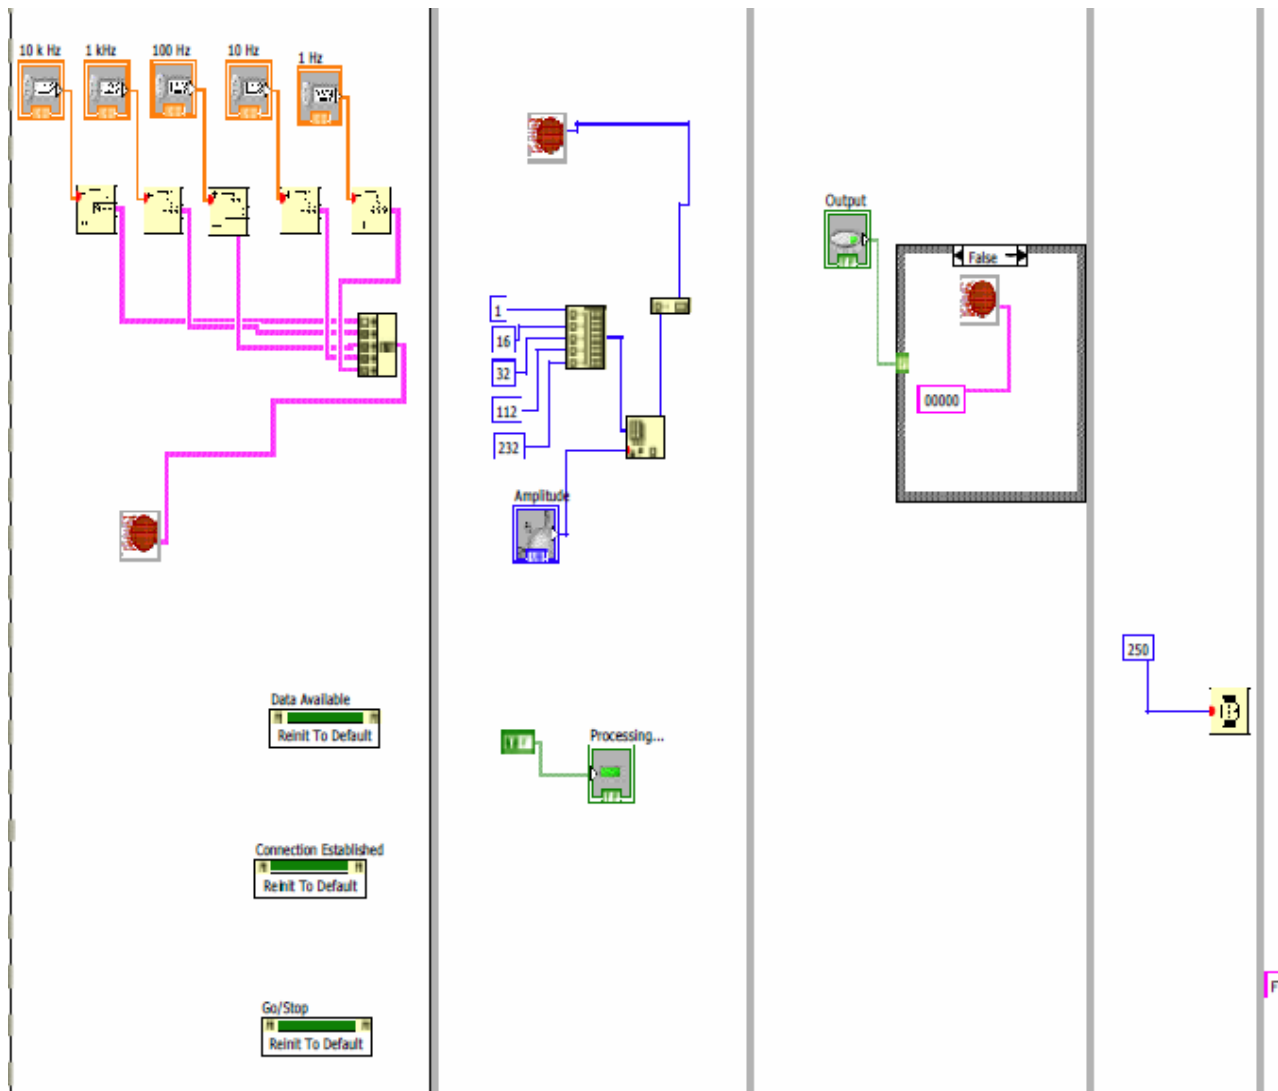 10 k Hz
1 kHz
100 Hz
10 Hz
1 Hz
Data Available
Reinit To Default
Connection Established
Reinit To Default
Go/Stop
Reinit To Default
1
16
32
112
232
Amplitude
Processing...
Output
False
00000
250
F